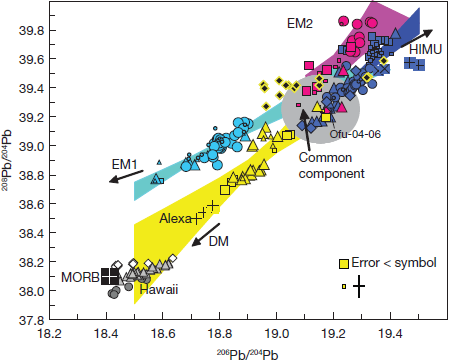 39.8
39.6
39.4
39.2
39.0
38.8
38.6
38.4
38.2
38.0
37.8
208Pb/204Pb
EM2
HIMU
Ofu-04-06
Common
component
EM1
Alexa
DM
MORB
Hawaii
Error < symbol
18.2 18.4 18.6 18.8 19.0 19.2 19.4
206Pb/204Pb